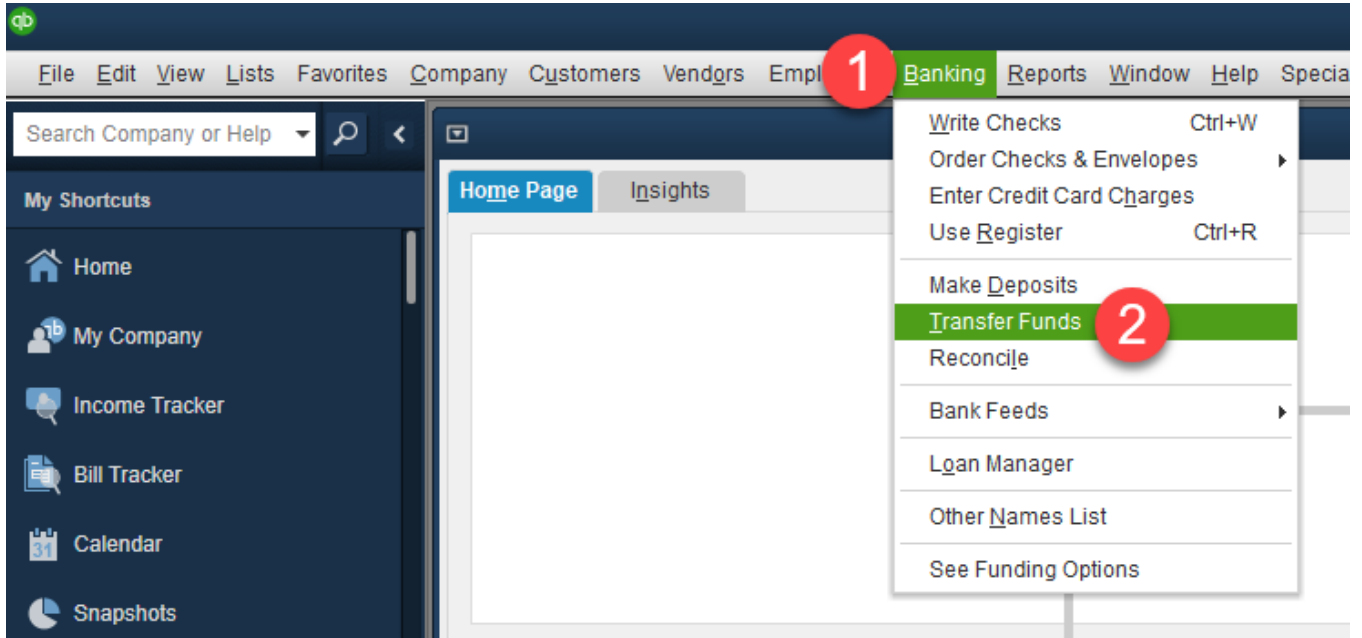 qb
File Edit View Lists Favorites Company Customers Vendors Empl 1 Banking Reports Window Help Specia
Search Company or Help
My Shortcuts
Home
My Company
Income Tracker
Bill Tracker
31
Calendar
Snapshots
Home Page Insights
Write Checks Ctrl+W
Order Checks & Envelopes
Enter Credit Card Charges
Use Register Ctrl+R
Make Deposits
Transfer Funds 2
Reconcile
Bank Feeds
Loan Manager
Other Names List
See Funding Options